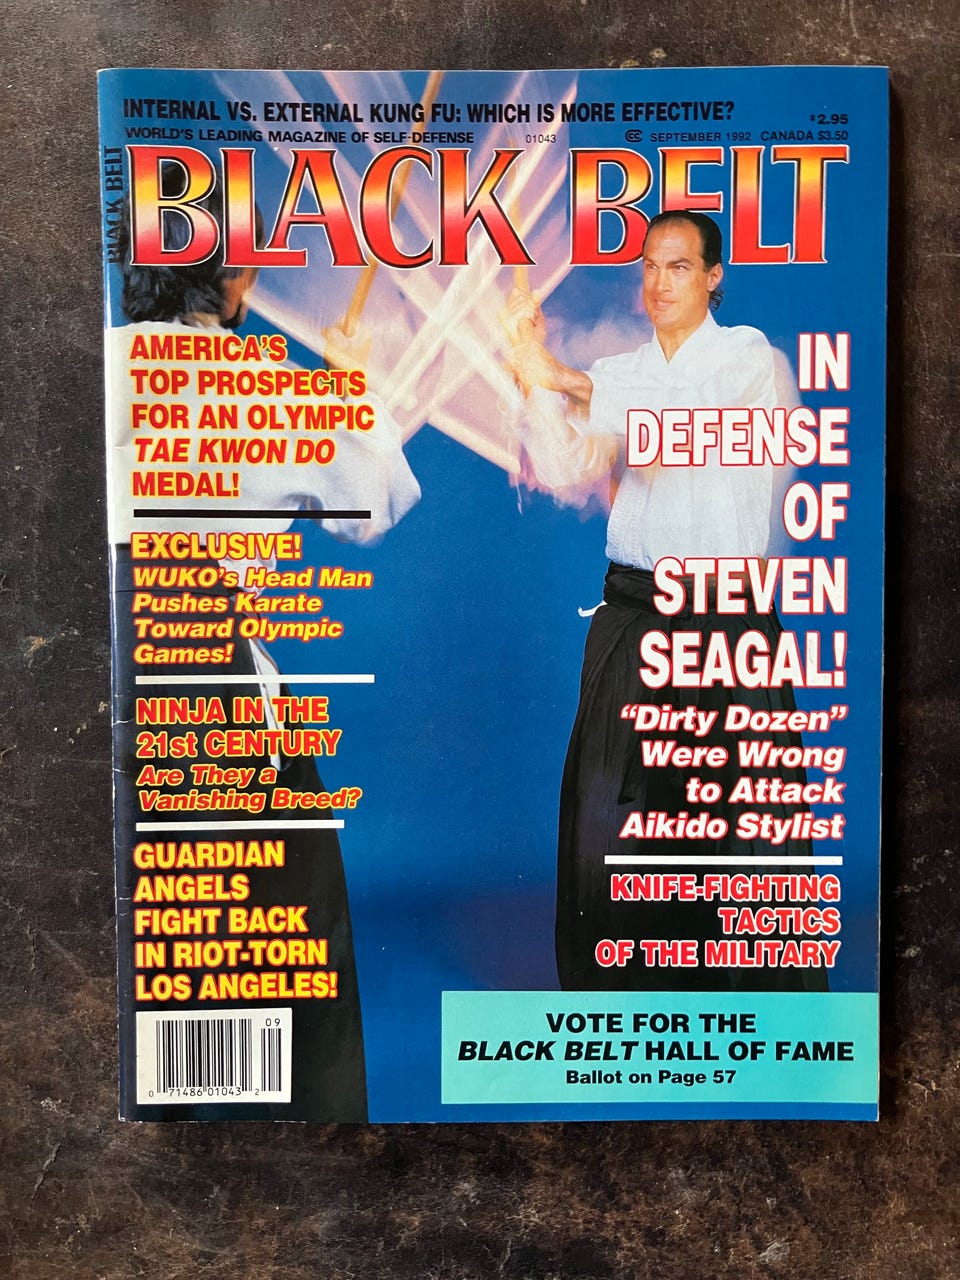 INTERNAL VS. EXTERNAL KUNG FU: WHICH IS MORE EFFECTIVE?
$2.95
WORLD'S LEADING MAGAZINE OF SELF-DEFENSE
01043
CC SEPTEMBER 1992 CANADA $3.50
BLACK BELT
BLACK BELT
AMERICA'S
TOP PROSPECTS
FOR AN OLYMPIC
TAE KWON DO
MEDAL!
EXCLUSIVE!
WUKO's Head Man
Pushes Karate
Toward Olympic
Games!
NINJA IN THE
21st CENTURY
Are They a
Vanishing Breed?
GUARDIAN
ANGELS
FIGHT BACK
IN RIOT-TORN
LOS ANGELES!
IN
DEFENSE
OF
STEVEN
SEAGAL!
"Dirty Dozen"
Were Wrong
to Attack
Aikido Stylist
KNIFE-FIGHTING
TACTICS
OF THE MILITARY
VOTE FOR THE
BLACK BELT HALL OF FAME
Ballot on Page 57
09
0 71486 01043 2